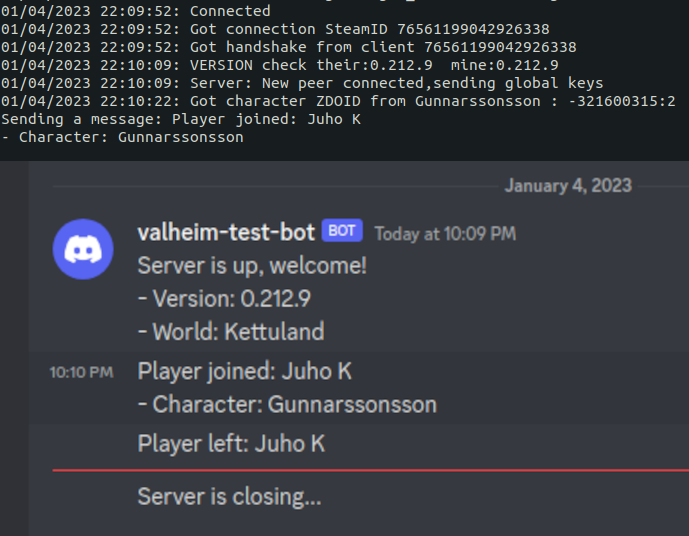 01/04/2023 22:09:52: Connected
01/04/2023 22:09:52: Got connection SteamID 76561199042926338
01/04/2023 22:09:52: Got handshake from client 76561199042926338
01/04/2023 22:10:09: VERSION check their:0.212.9  mine:0.212.9
01/04/2023 22:10:09: Server: New peer connected,sending global keys
01/04/2023 22:10:22: Got character ZDOID from Gunnarssonsson : -321600315:2
Sending a message: Player joined: Juho K
- Character: Gunnarssonsson
January 4, 2023
valheim-test-bot BOT Today at 10:09 PM
Server is up, welcome!
- Version: 0.212.9
- World: Kettuland
10:10 PM Player joined: Juho K
- Character: Gunnarssonsson
Player left: Juho K
Server is closing...